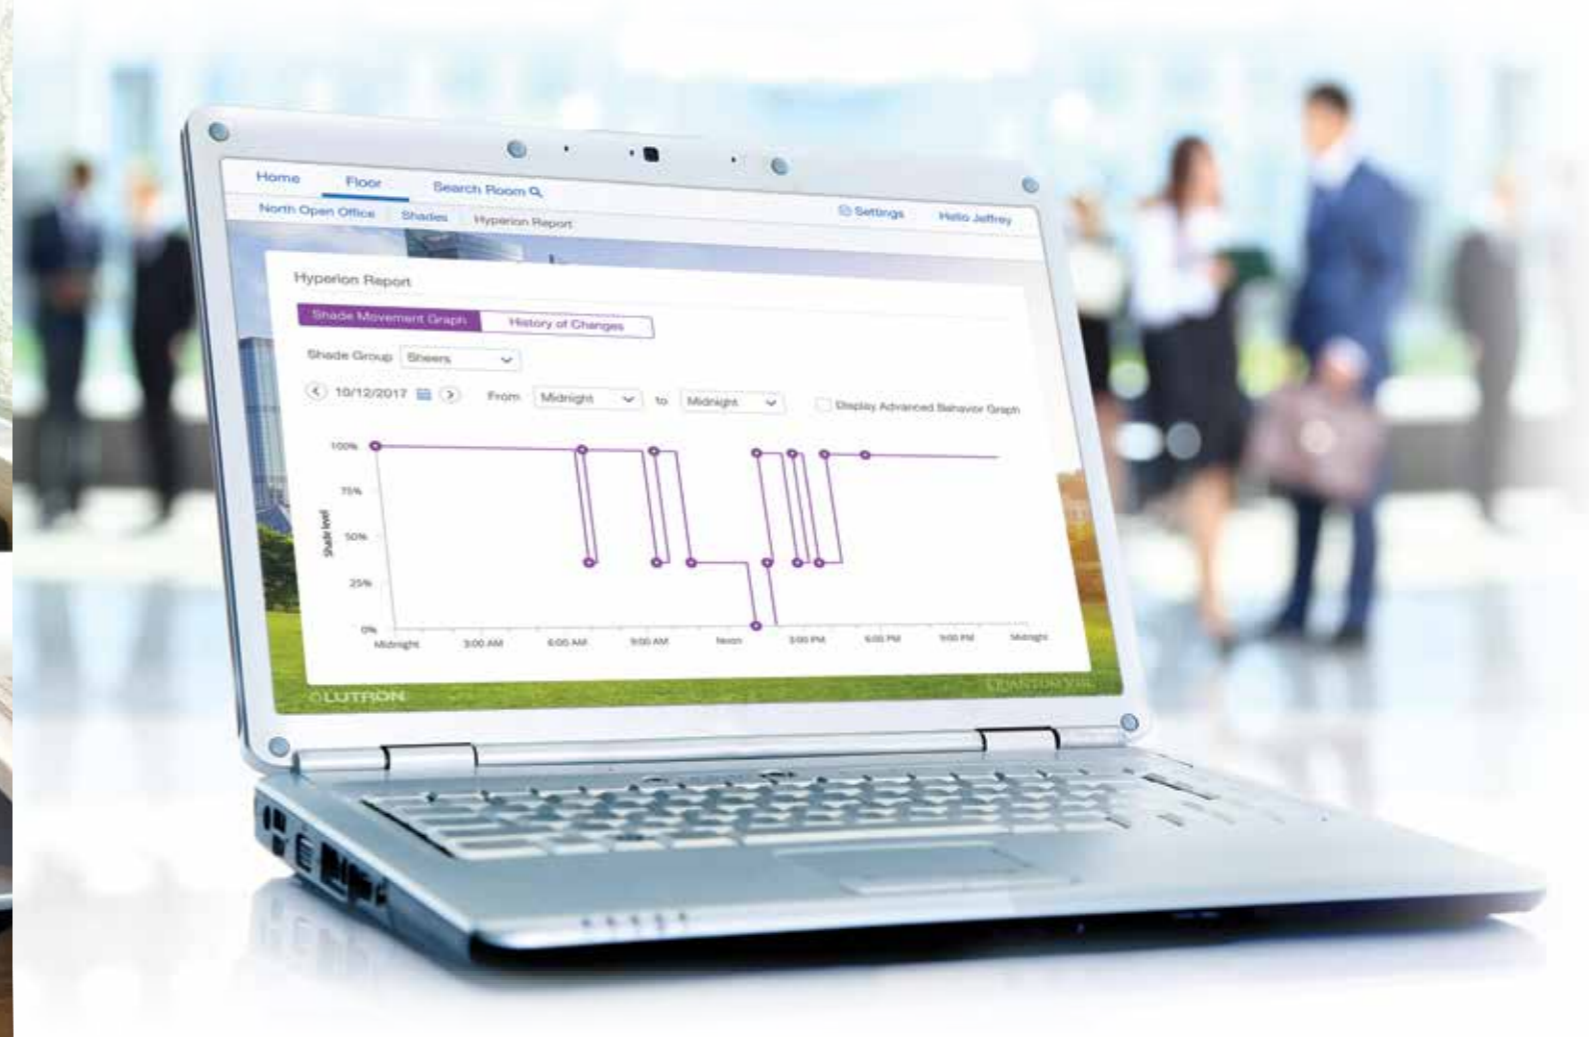 Home Floor Search Room Settings Hello Jeffrey
North Open Office Shades Hyperion Report
Hyperion Report
Shade Movement Graph History of Changes
Shade Group Sheers
10/12/2017 From Midnight to Midnight Display Advanced Behavior Graph
100%
75%
50%
25%
0%
Shade level
Midnight 3:00 AM 6:00 AM 9:00 AM Noon 3:00 PM 6:00 PM 9:00 PM Midnight
LUTRON QUANTUM VUE